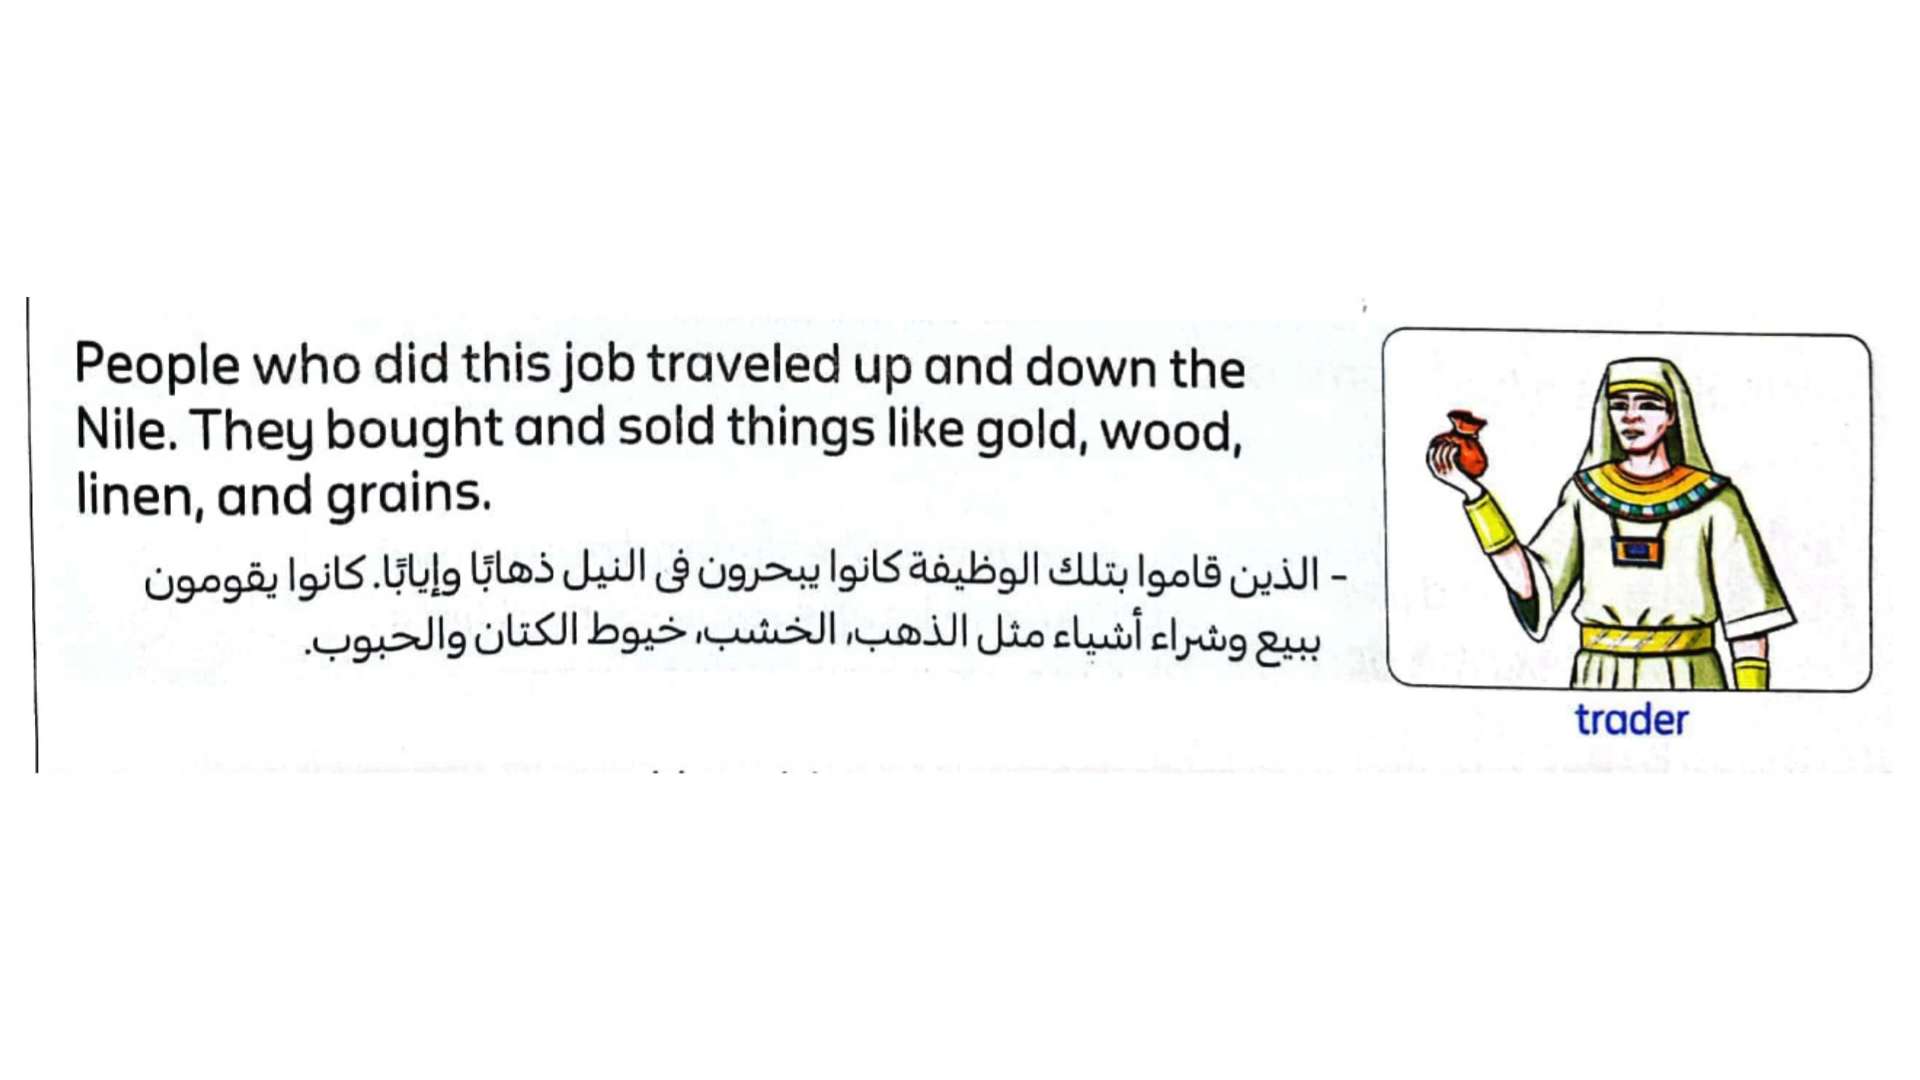 People who did this job traveled up and down the
Nile. They bought and sold things like gold, wood,
linen, and grains.
- الذين قاموا بتلك الوظيفة كانوا يبحرون فى النيل ذهابًا وإيابًا. كانوا يقومون
ببيع وشراء أشياء مثل الذهب، الخشب، خيوط الكتان والحبوب.
trader